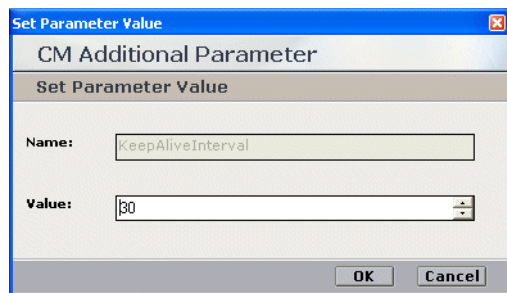 Set Parameter Value
CM Additional Parameter
Set Parameter Value
Name:
KeepAliveInterval
Value:
30
OK
Cancel